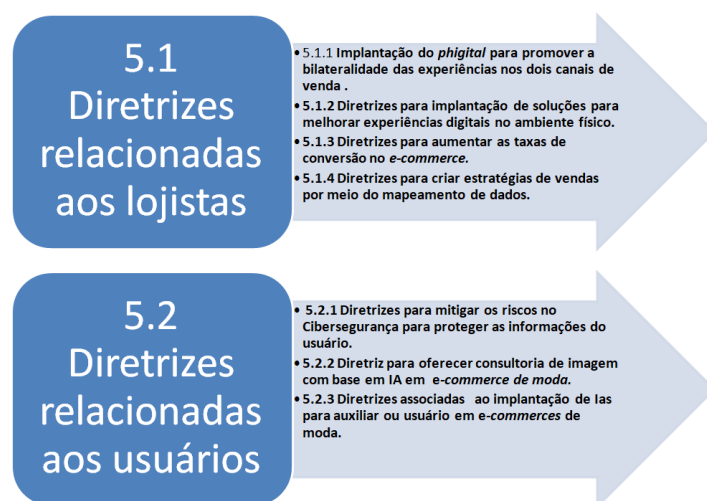 5.1
Diretrizes
relacionadas
aos lojistas
• 5.1.1 Implantação do phigital para promover a
bilateralidade das experiências nos dois canais de
venda .
• 5.1.2 Diretrizes para implantação de soluções para
melhorar experiências digitais no ambiente físico.
• 5.1.3 Diretrizes para aumentar as taxas de
conversão no e-commerce.
• 5.1.4 Diretrizes para criar estratégias de vendas
por meio do mapeamento de dados.
5.2
Diretrizes
relacionadas
aos usuários
• 5.2.1 Diretrizes para mitigar os riscos no
Cibersegurança para proteger as informações do
usuário.
• 5.2.2 Diretriz para oferecer consultoria de imagem
com base em IA em e-commerce de moda.
• 5.2.3 Diretrizes associadas ao implantação de Ias
para auxiliar ou usuário em e-commerces de
moda.